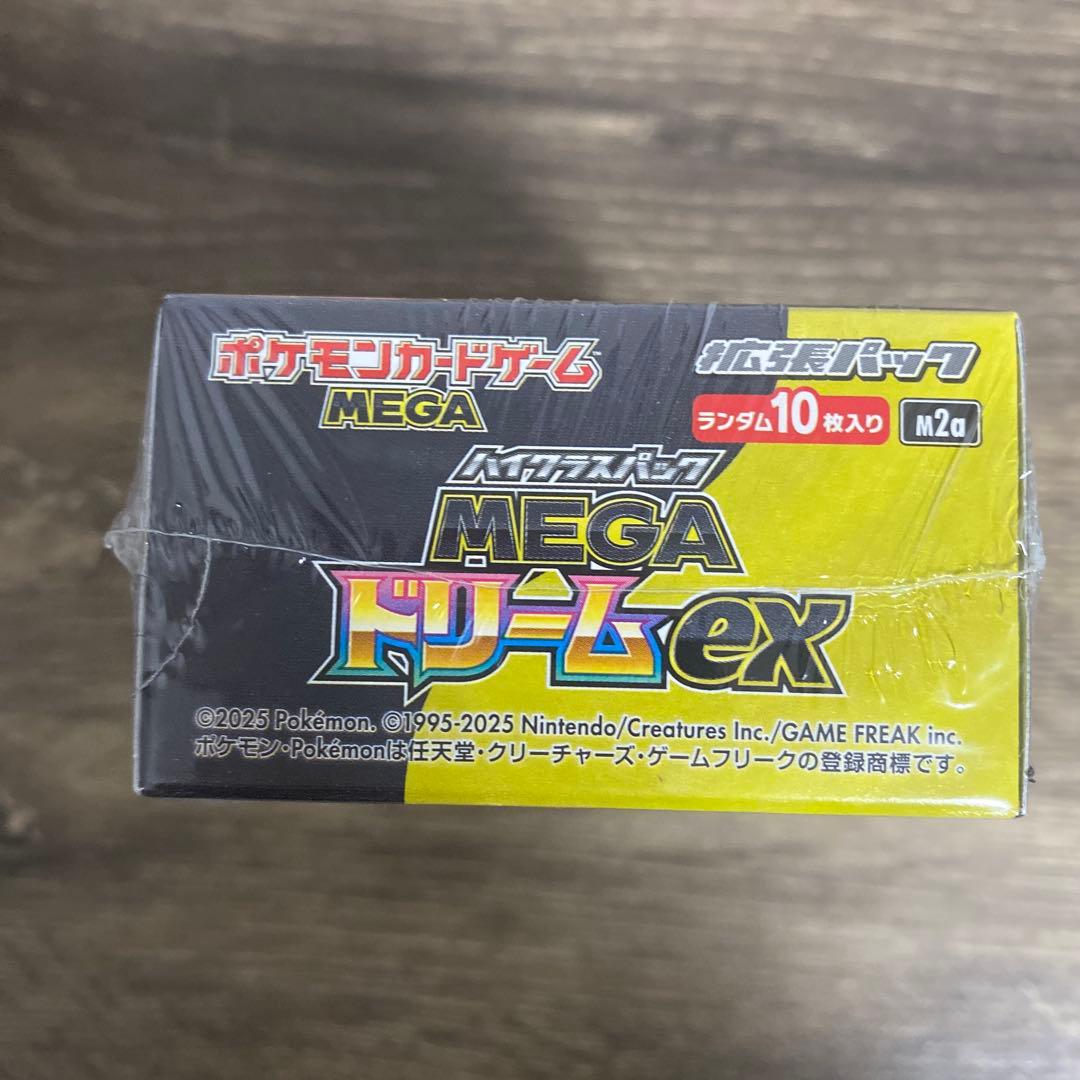 ポケモンカードゲーム™
MEGA
拡張パック
ランダム10枚入り
M2a
ハイクラスパック
MEGA
ドリームex
©2025 Pokémon. ©1995-2025 Nintendo/Creatures Inc./GAME FREAK inc.
ポケモン・Pokémonは任天堂・クリーチャーズ・ゲームフリークの登録商標です。